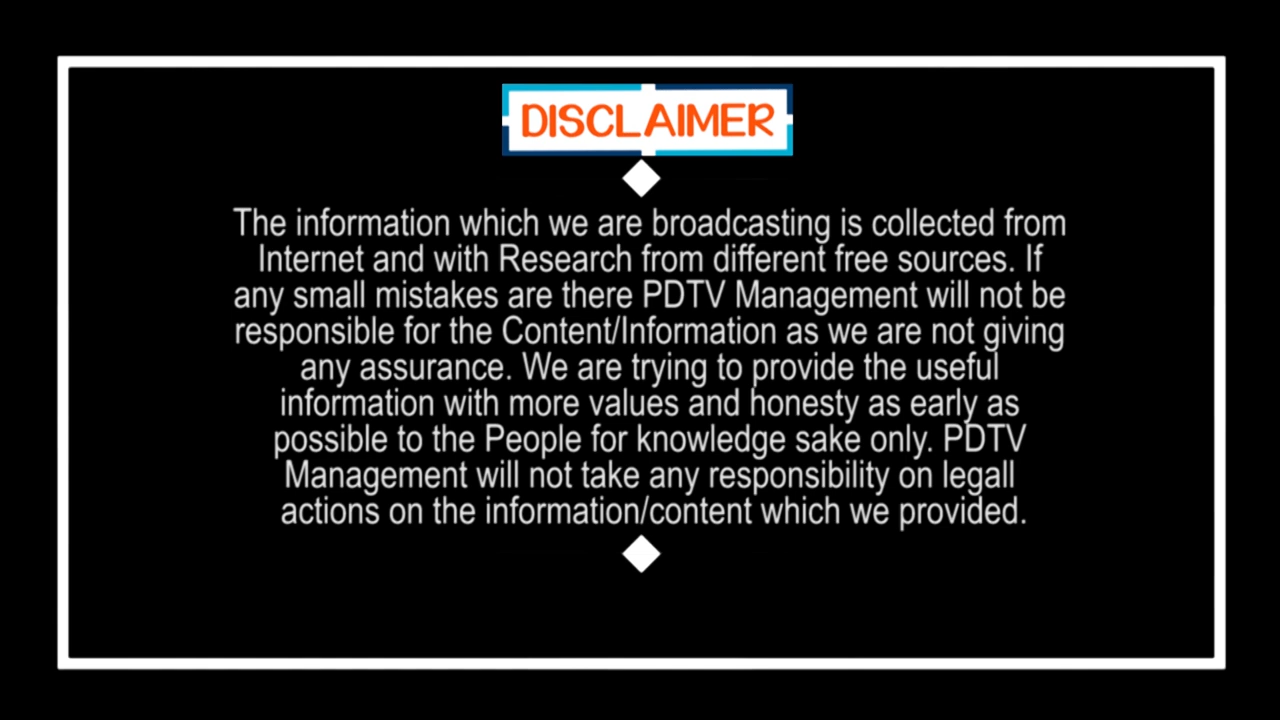 DISCLAIMER
The information which we are broadcasting is collected from
Internet and with Research from different free sources. If
any small mistakes are there PDTV Management will not be
responsible for the Content/Information as we are not giving
any assurance. We are trying to provide the useful
information with more values and honesty as early as
possible to the People for knowledge sake only. PDTV
Management will not take any responsibility on legall
actions on the information/content which we provided.